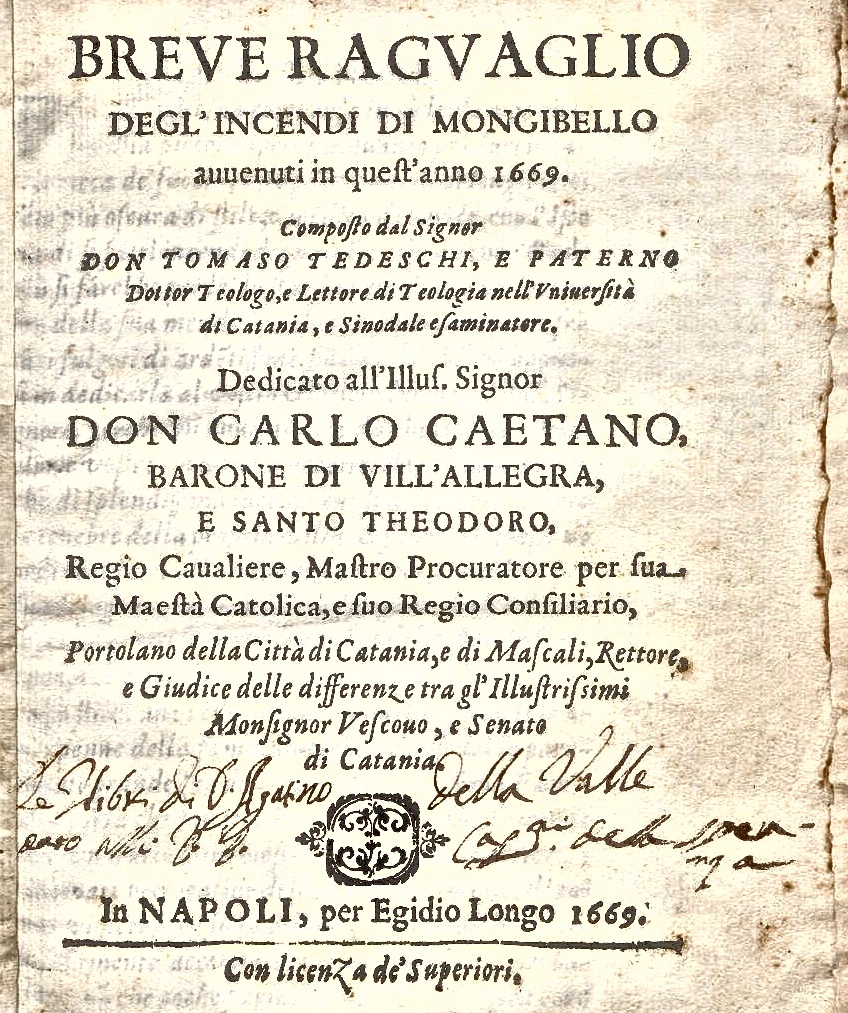 BREVE RAGVAGLIO
DEGL'INCENDI DI MONGIBELLO
auuenuti in queſt'anno 1669.
Compoſto dal Signor
DON TOMASO TEDESCHI, E PATERNO
Dottor Teologo, e Lettore di Teologia nell'Vniuerſità
di Catania, e Sinodale eſaminatore.
Dedicato all'Illuſ. Signor
DON CARLO CAETANO,
BARONE DI VILL'ALLEGRA,
E SANTO THEODORO,
Regio Caualiere, Maſtro Procuratore per ſua
Maeſtà Catolica, e ſuo Regio Conſiliario,
Portolano della Città di Catania, e di Maſcali, Rettore,
e Giudice delle differenze tra gl'Illuſtriſsimi
Monſignor Veſcouo, e Senato
di Catania.
libri di D. Agatino della Valle
In NAPOLI, per Egidio Longo 1669.
Con licenza de' Superiori.